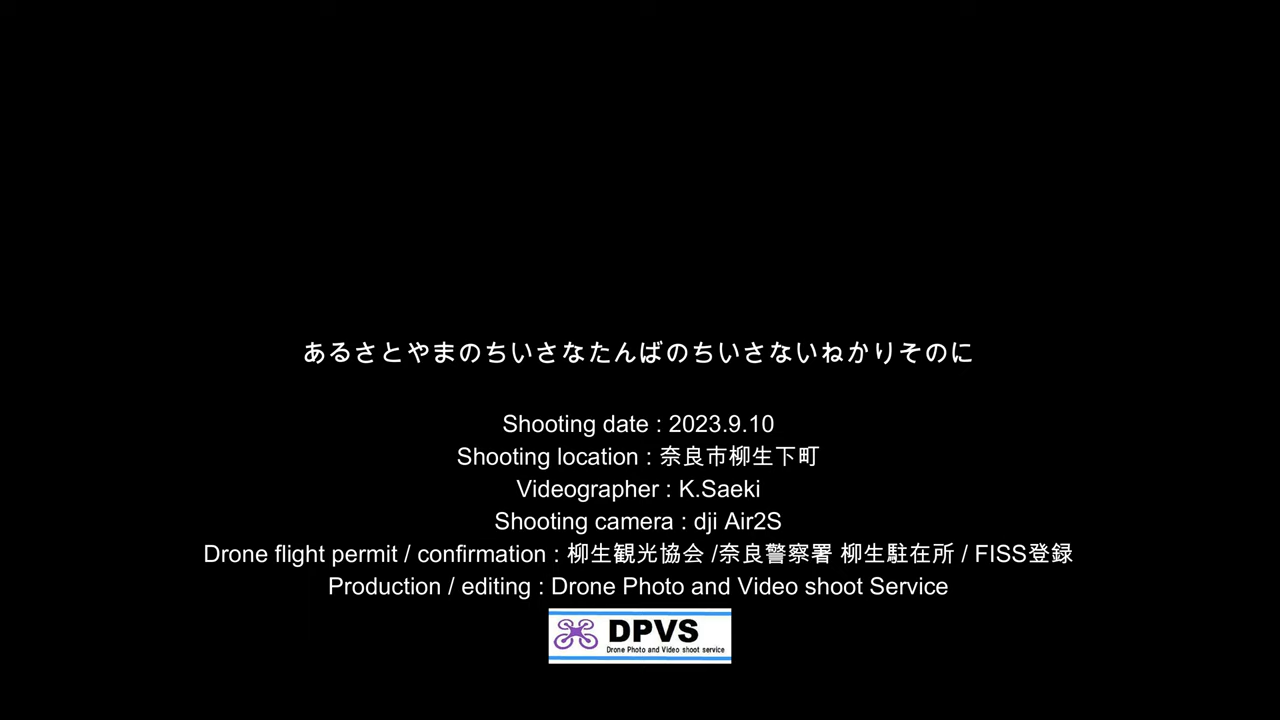 あるさとやまのちいさなたんばのちいさないねかりそのに
Shooting date : 2023.9.10
Shooting location : 奈良市柳生下町
Videographer : K.Saeki
Shooting camera : dji Air2S
Drone flight permit / confirmation : 柳生観光協会 /奈良警察署 柳生駐在所 / FISS登録
Production / editing : Drone Photo and Video shoot Service
DPVS
Drone Photo and Video shoot service